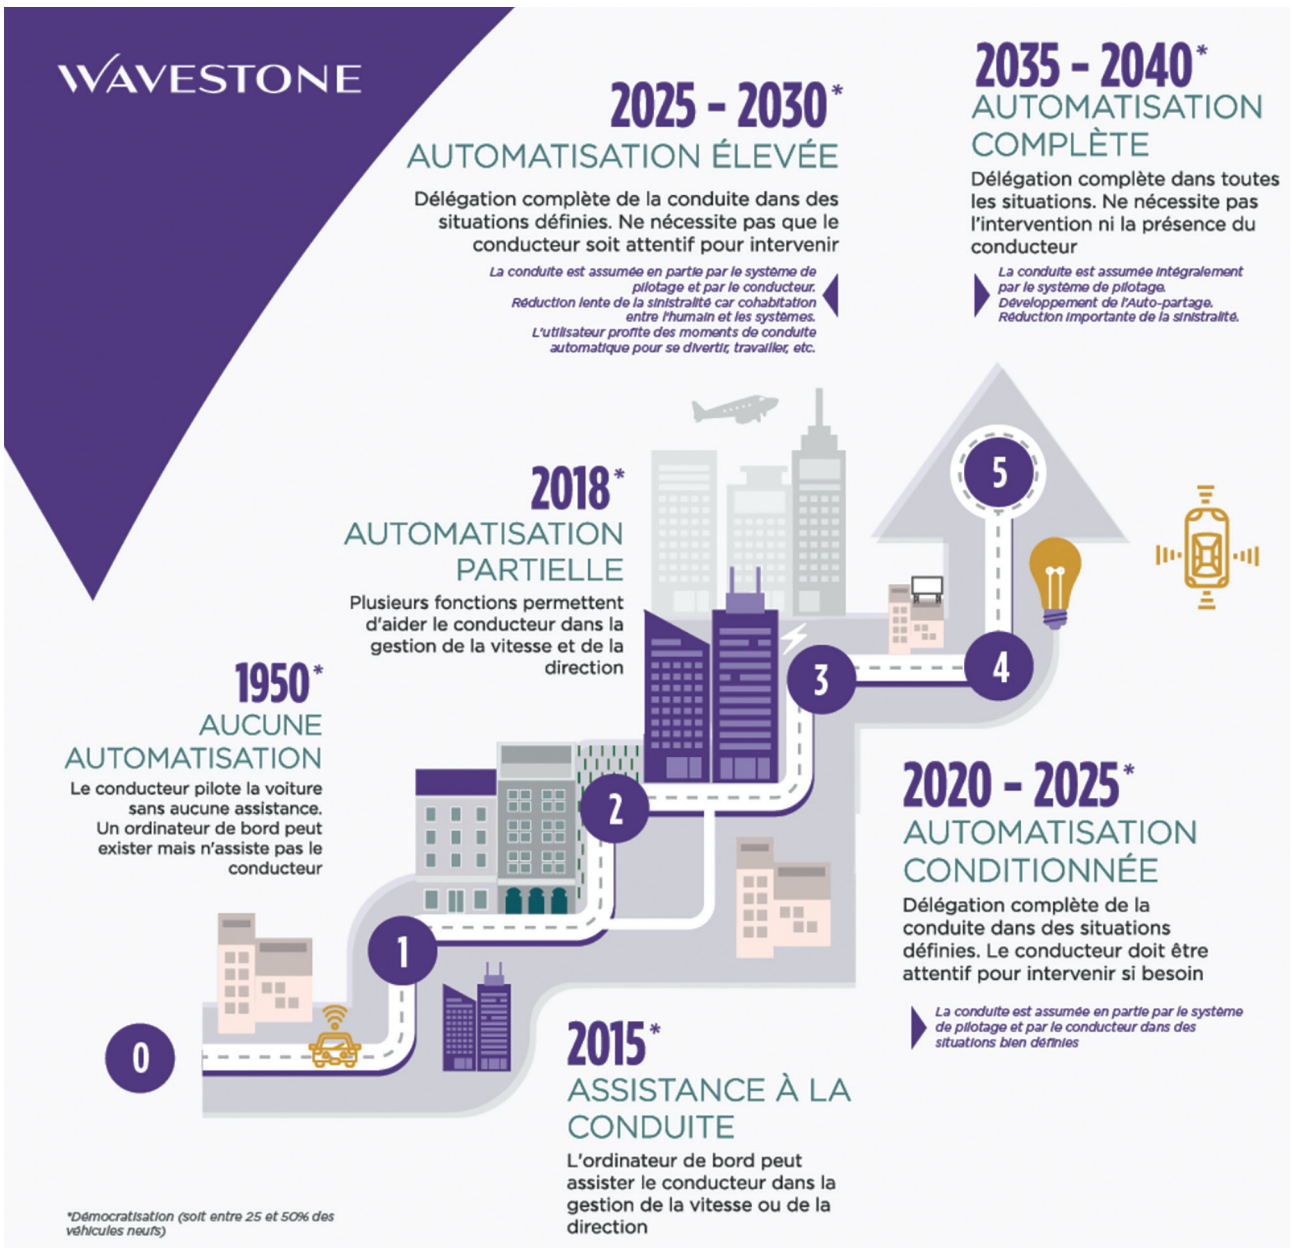 WAVESTONE
2025 - 2030*
AUTOMATISATION ÉLEVÉE
Délégation complète de la conduite dans des
situations définies. Ne nécessite pas que le
conducteur soit attentif pour intervenir
La conduite est assumée en partie par le système de
pilotage et par le conducteur.
Réduction lente de la sinistralité car cohabitation
entre l'humain et les systèmes.
L'utilisateur profite des moments de conduite
automatique pour se divertir, travailler, etc.
2035 - 2040*
AUTOMATISATION
COMPLÈTE
Délégation complète dans toutes
les situations. Ne nécessite pas
l'intervention ni la présence du
conducteur
La conduite est assumée intégralement
par le système de pilotage.
Développement de l'Auto-partage.
Réduction importante de la sinistralité.
2018*
AUTOMATISATION
PARTIELLE
Plusieurs fonctions permettent
d'aider le conducteur dans la
gestion de la vitesse et de la
direction
1950*
AUCUNE
AUTOMATISATION
Le conducteur pilote la voiture
sans aucune assistance.
Un ordinateur de bord peut
exister mais n'assiste pas le
conducteur
5
4
3
2
1
0
2020 - 2025*
AUTOMATISATION
CONDITIONNÉE
Délégation complète de la
conduite dans des situations
définies. Le conducteur doit être
attentif pour intervenir si besoin
La conduite est assumée en partie par le système
de pilotage et par le conducteur dans des
situations bien définies
2015*
ASSISTANCE À LA
CONDUITE
L'ordinateur de bord peut
assister le conducteur dans la
gestion de la vitesse ou de la
direction
*Démocratisation (soit entre 25 et 50% des
véhicules neufs)